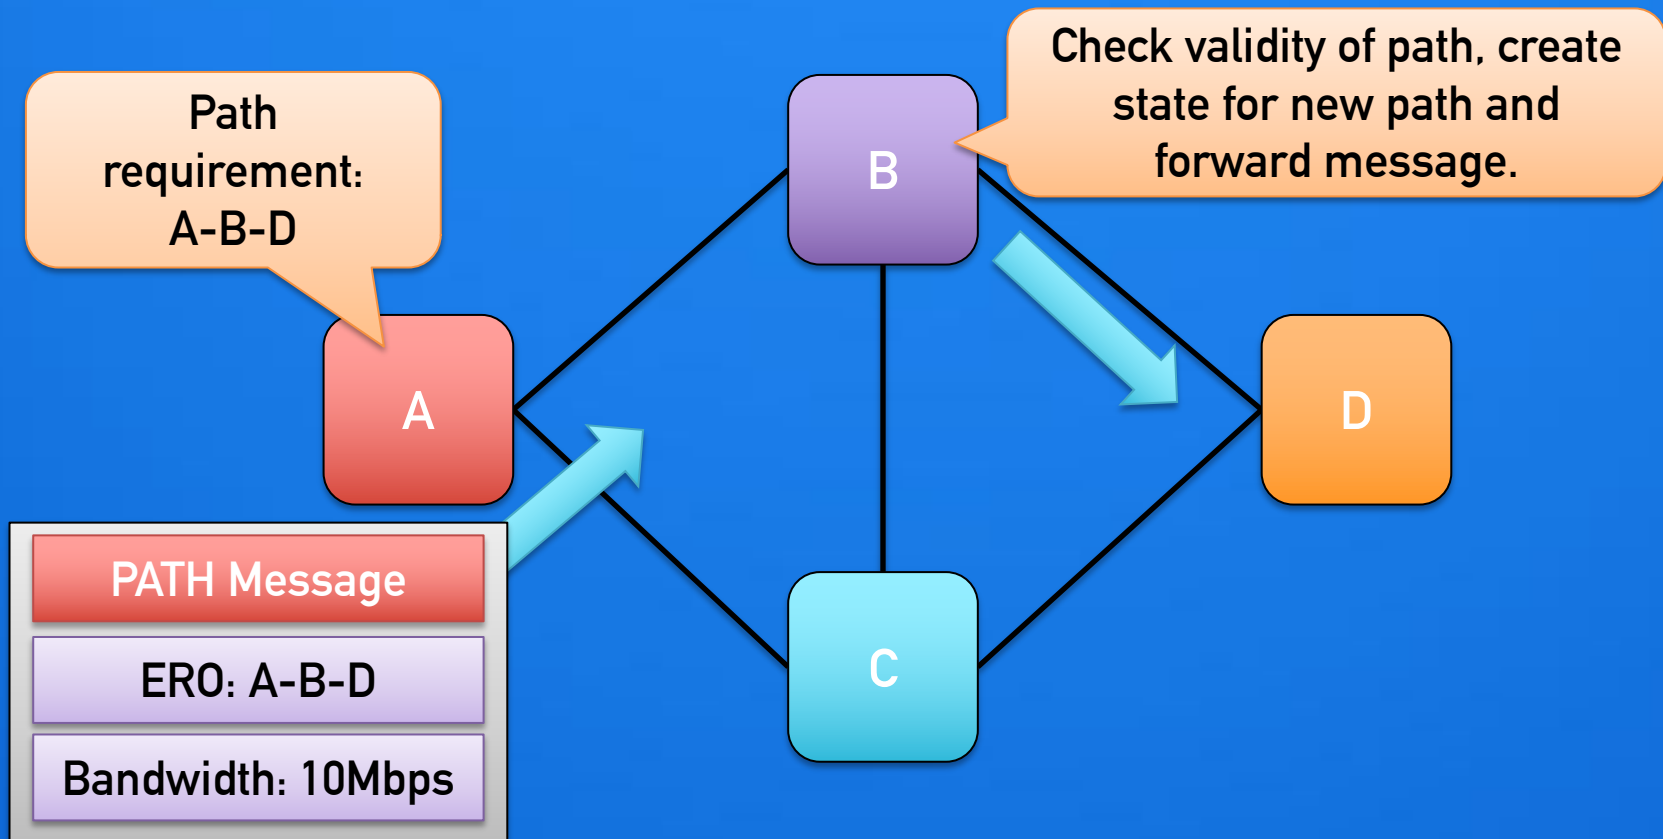 Path
requirement:
A-B-D
Check validity of path, create
state for new path and
forward message.
B
A
D
C
PATH Message
ERO: A-B-D
Bandwidth: 10Mbps